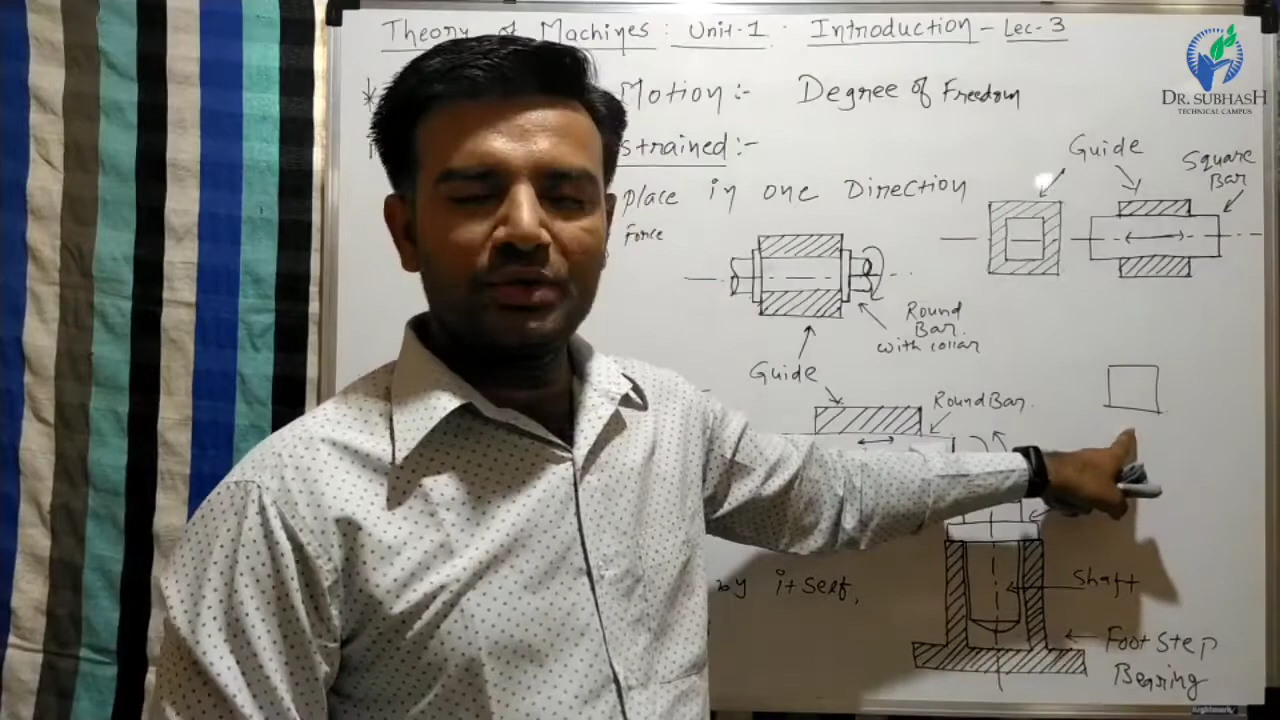 Theory of Machines : Unit-1 : Introduction - Lec-3
DR. SUBHASH
TECHNICAL CAMPUS
* Motion :- Degree of Freedom
strained :-
Guide
Square
Bar
place in one Direction
Force
Round
Bar
with collar
Guide
Round Bar
by itself,
Shaft
Foot Step
Bearing